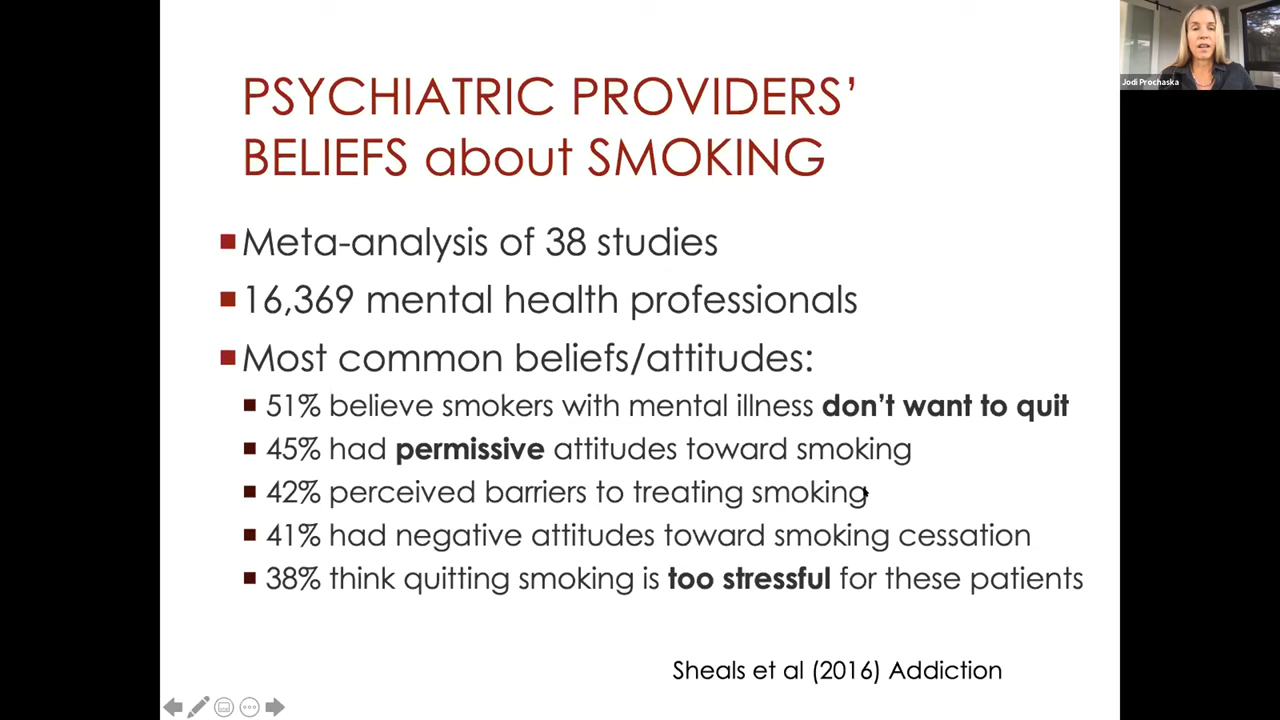 PSYCHIATRIC PROVIDERS’
BELIEFS about SMOKING
Meta-analysis of 38 studies
16,369 mental health professionals
Most common beliefs/attitudes:
51% believe smokers with mental illness don’t want to quit
45% had permissive attitudes toward smoking
42% perceived barriers to treating smoking
41% had negative attitudes toward smoking cessation
38% think quitting smoking is too stressful for these patients
Sheals et al (2016) Addiction
Jodi Prochaska